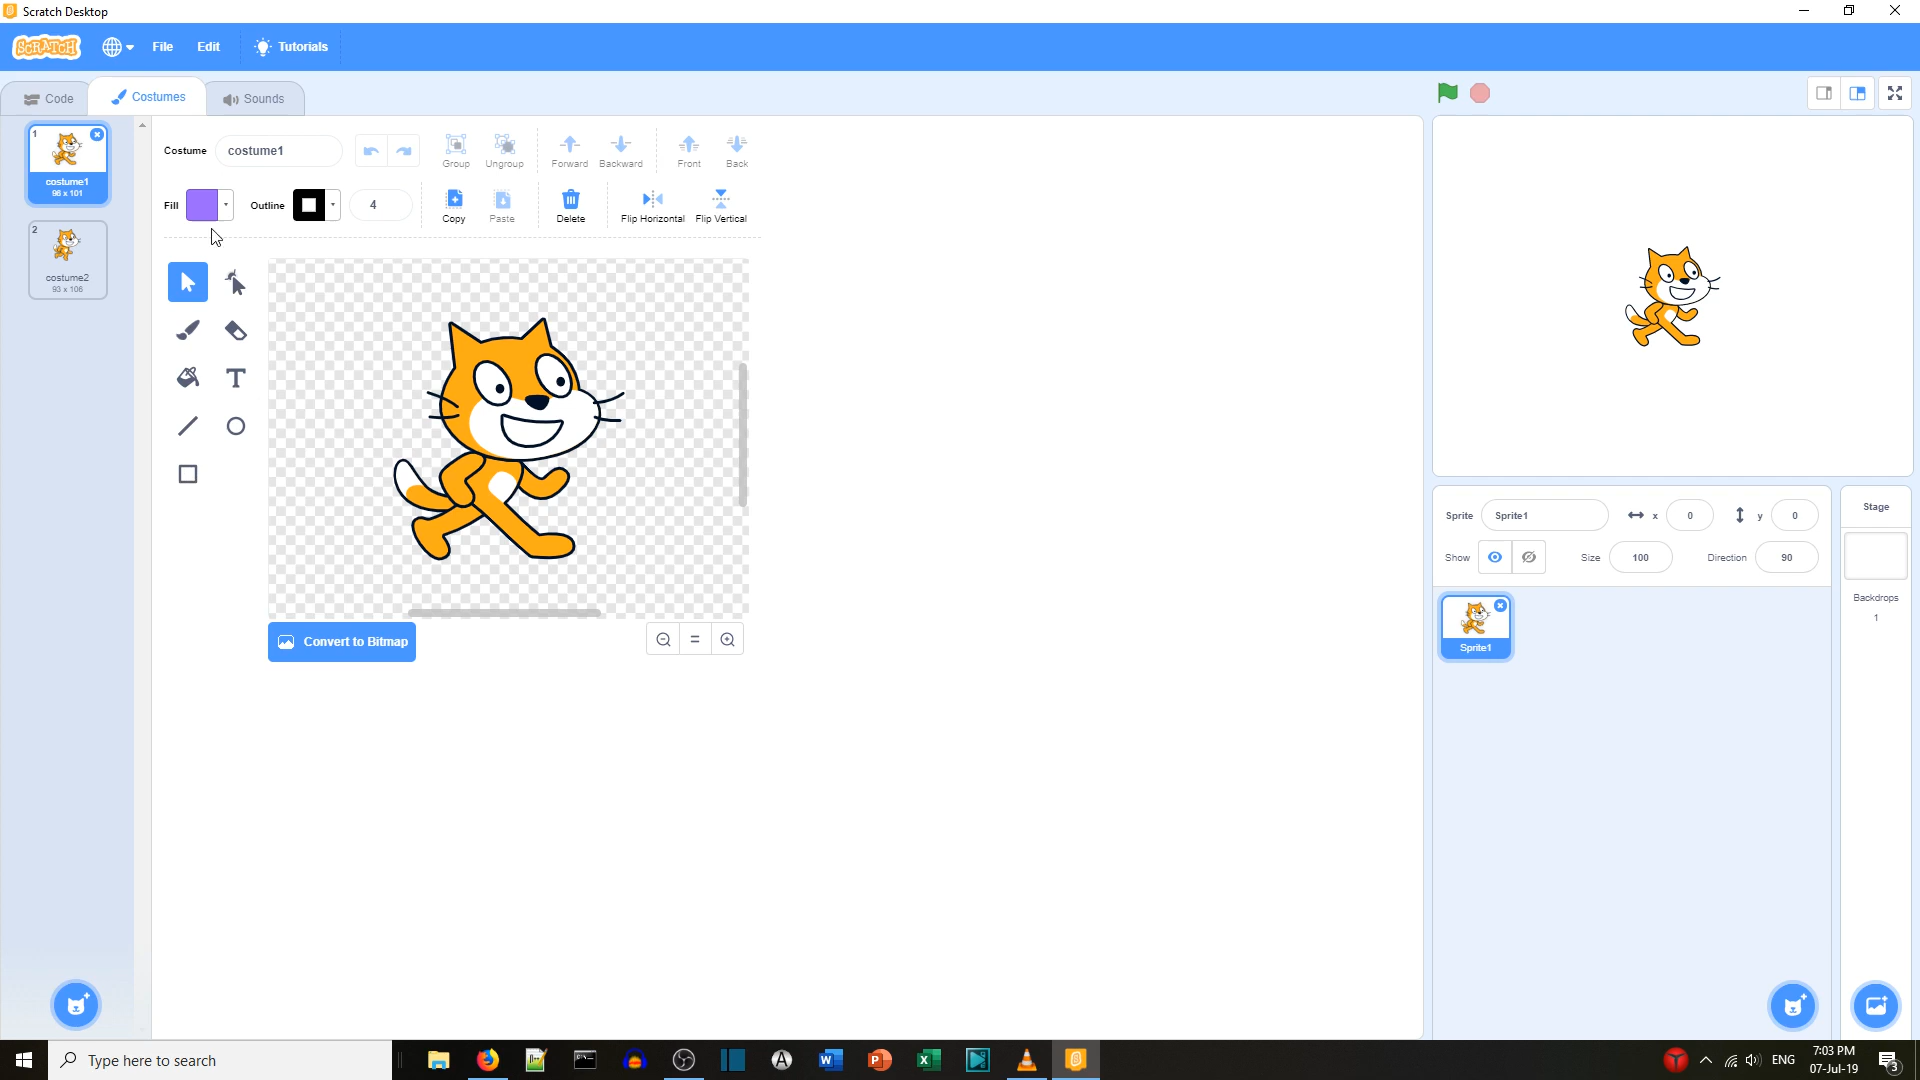 Scratch Desktop
SCRATCH
File
Edit
Tutorials
Code
Costumes
Sounds
1
costume1
96 x 101
2
costume2
93 x 106
Costume
costume1
Group
Ungroup
Forward
Backward
Front
Back
Fill
Outline
4
Copy
Paste
Delete
Flip Horizontal
Flip Vertical
Convert to Bitmap
Sprite
Sprite1
x
0
y
0
Show
Size
100
Direction
90
Sprite1
Stage
Backdrops
1
Type here to search
ENG
7:03 PM
07-Jul-19
3